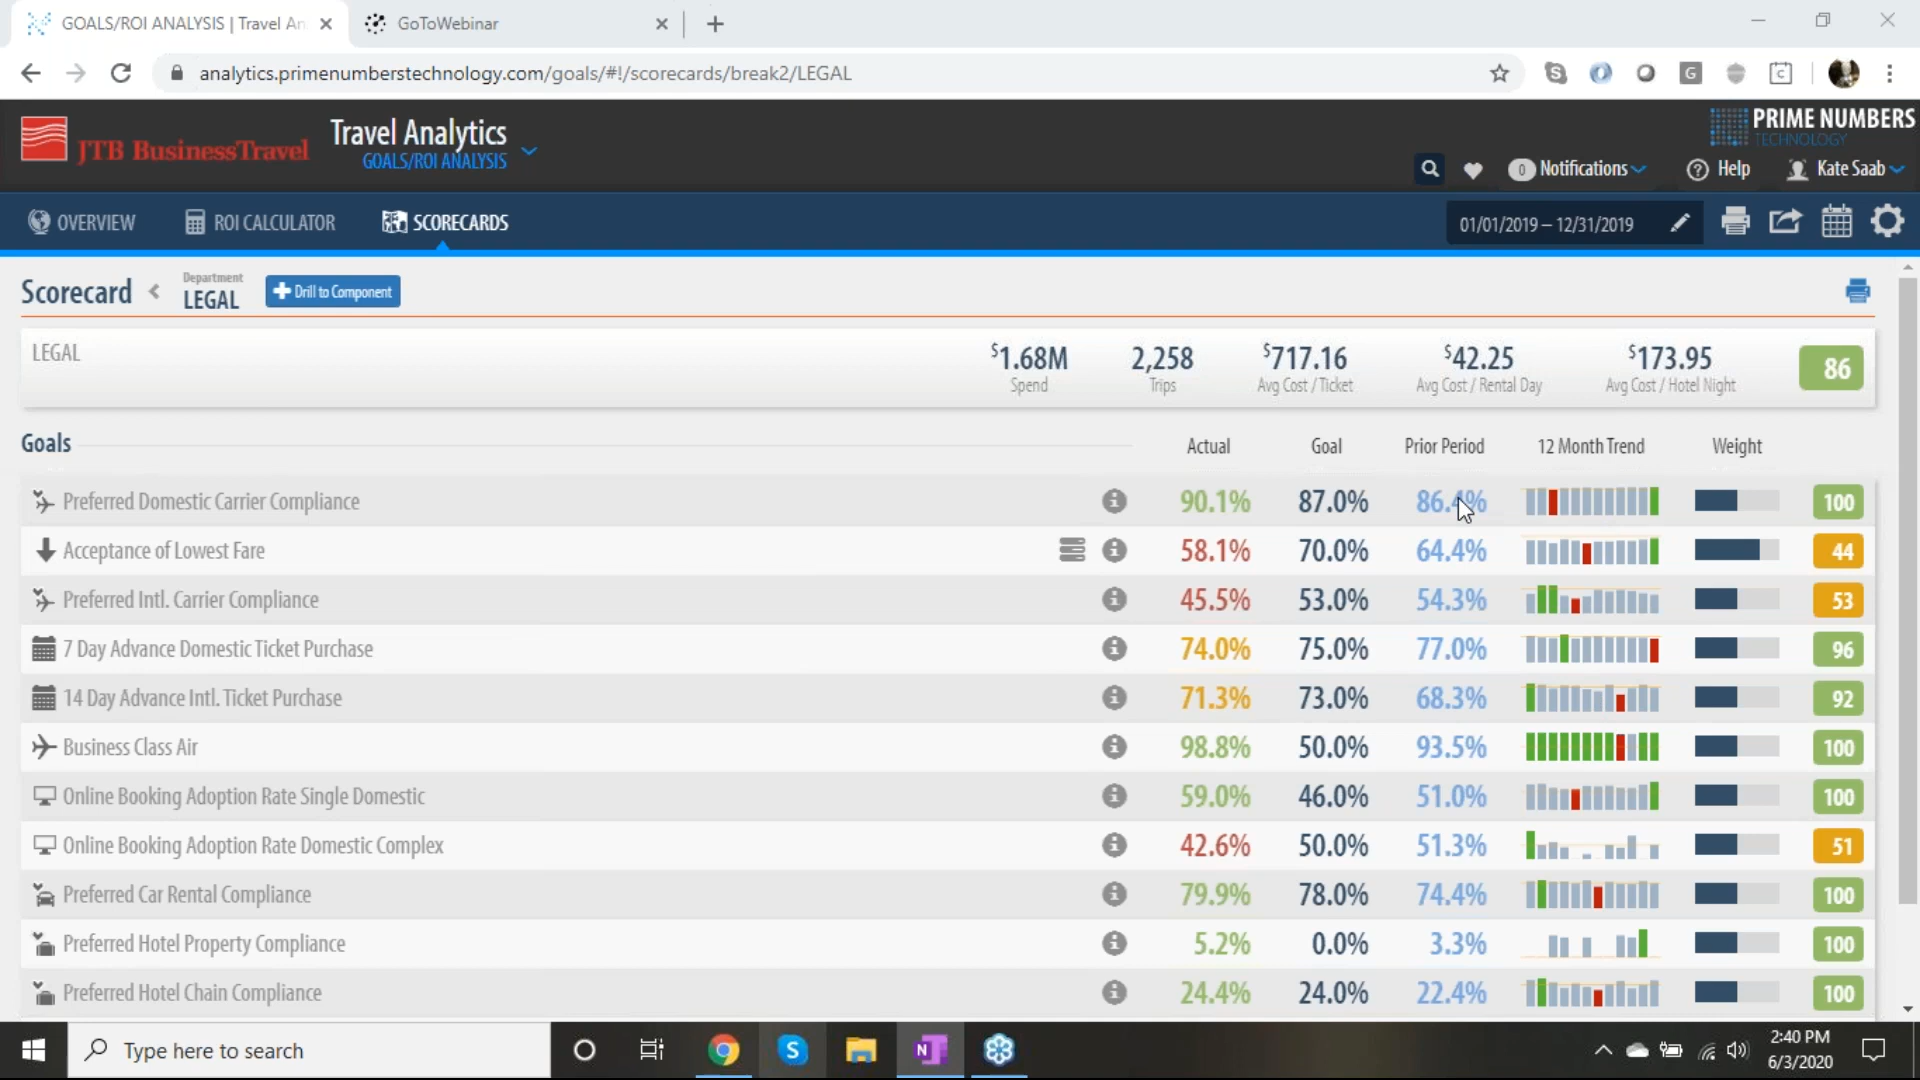 GOALS/ROI ANALYSIS | Travel An
GoToWebinar
analytics.primenumberstechnology.com/goals/#!/scorecards/break2/LEGAL
JTB BusinessTravel
Travel Analytics
GOALS/ROI ANALYSIS
PRIME NUMBERS
TECHNOLOGY
0 Notifications
Help
Kate Saab
OVERVIEW
ROI CALCULATOR
SCORECARDS
01/01/2019 – 12/31/2019
Scorecard
Department
LEGAL
Drill to Component
LEGAL
$1.68M
Spend
2,258
Trips
$717.16
Avg Cost / Ticket
$42.25
Avg Cost / Rental Day
$173.95
Avg Cost / Hotel Night
86
Goals Actual Goal Prior Period 12 Month Trend Weight
Preferred Domestic Carrier Compliance 90.1% 87.0% 86.4% 100
Acceptance of Lowest Fare 58.1% 70.0% 64.4% 44
Preferred Intl. Carrier Compliance 45.5% 53.0% 54.3% 53
7 Day Advance Domestic Ticket Purchase 74.0% 75.0% 77.0% 96
14 Day Advance Intl. Ticket Purchase 71.3% 73.0% 68.3% 92
Business Class Air 98.8% 50.0% 93.5% 100
Online Booking Adoption Rate Single Domestic 59.0% 46.0% 51.0% 100
Online Booking Adoption Rate Domestic Complex 42.6% 50.0% 51.3% 51
Preferred Car Rental Compliance 79.9% 78.0% 74.4% 100
Preferred Hotel Property Compliance 5.2% 0.0% 3.3% 100
Preferred Hotel Chain Compliance 24.4% 24.0% 22.4% 100
Type here to search
2:40 PM
6/3/2020